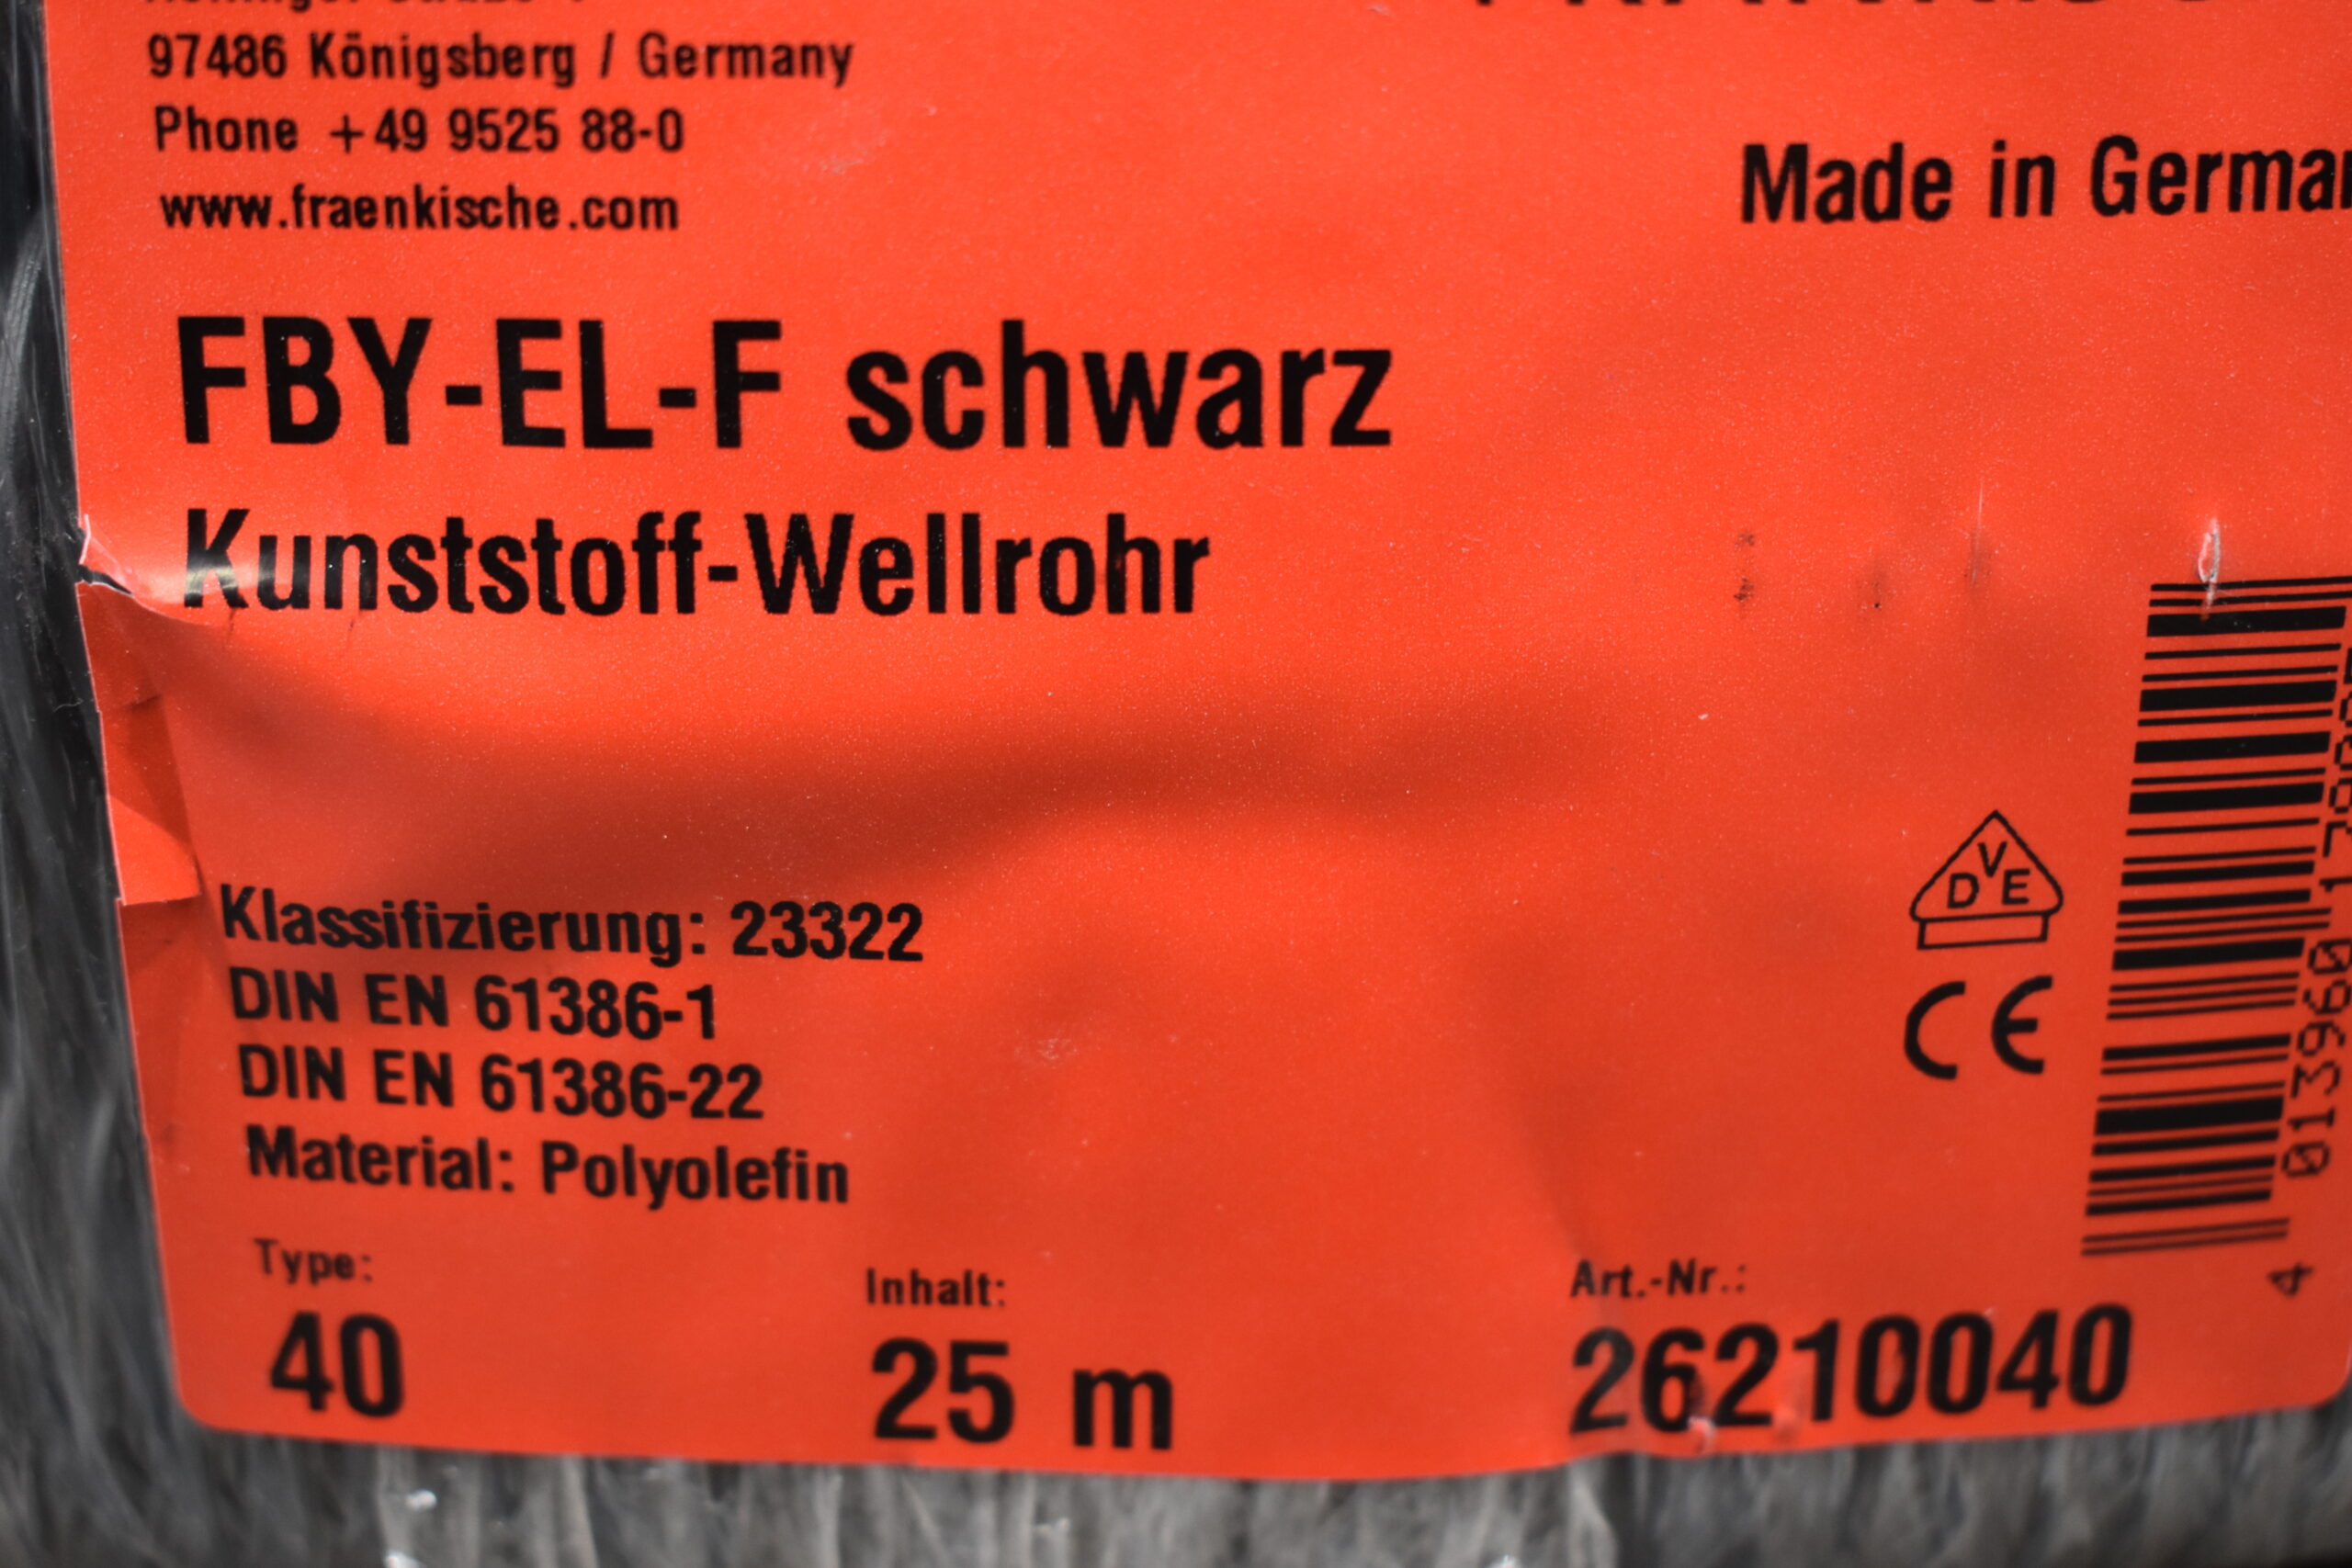 97486 Königsberg / Germany
Phone +49 9525 88-0
www.fraenkische.com
Made in
FBY-EL-F schwarz
Kunststoff-Wellrohr
Klassifizierung: 23322
DIN EN 61386-1
DIN EN 61386-22
Material: Polyolefin
VDE
CE
Type:
40
Inhalt:
25 m
Art.-Nr.:
26210040